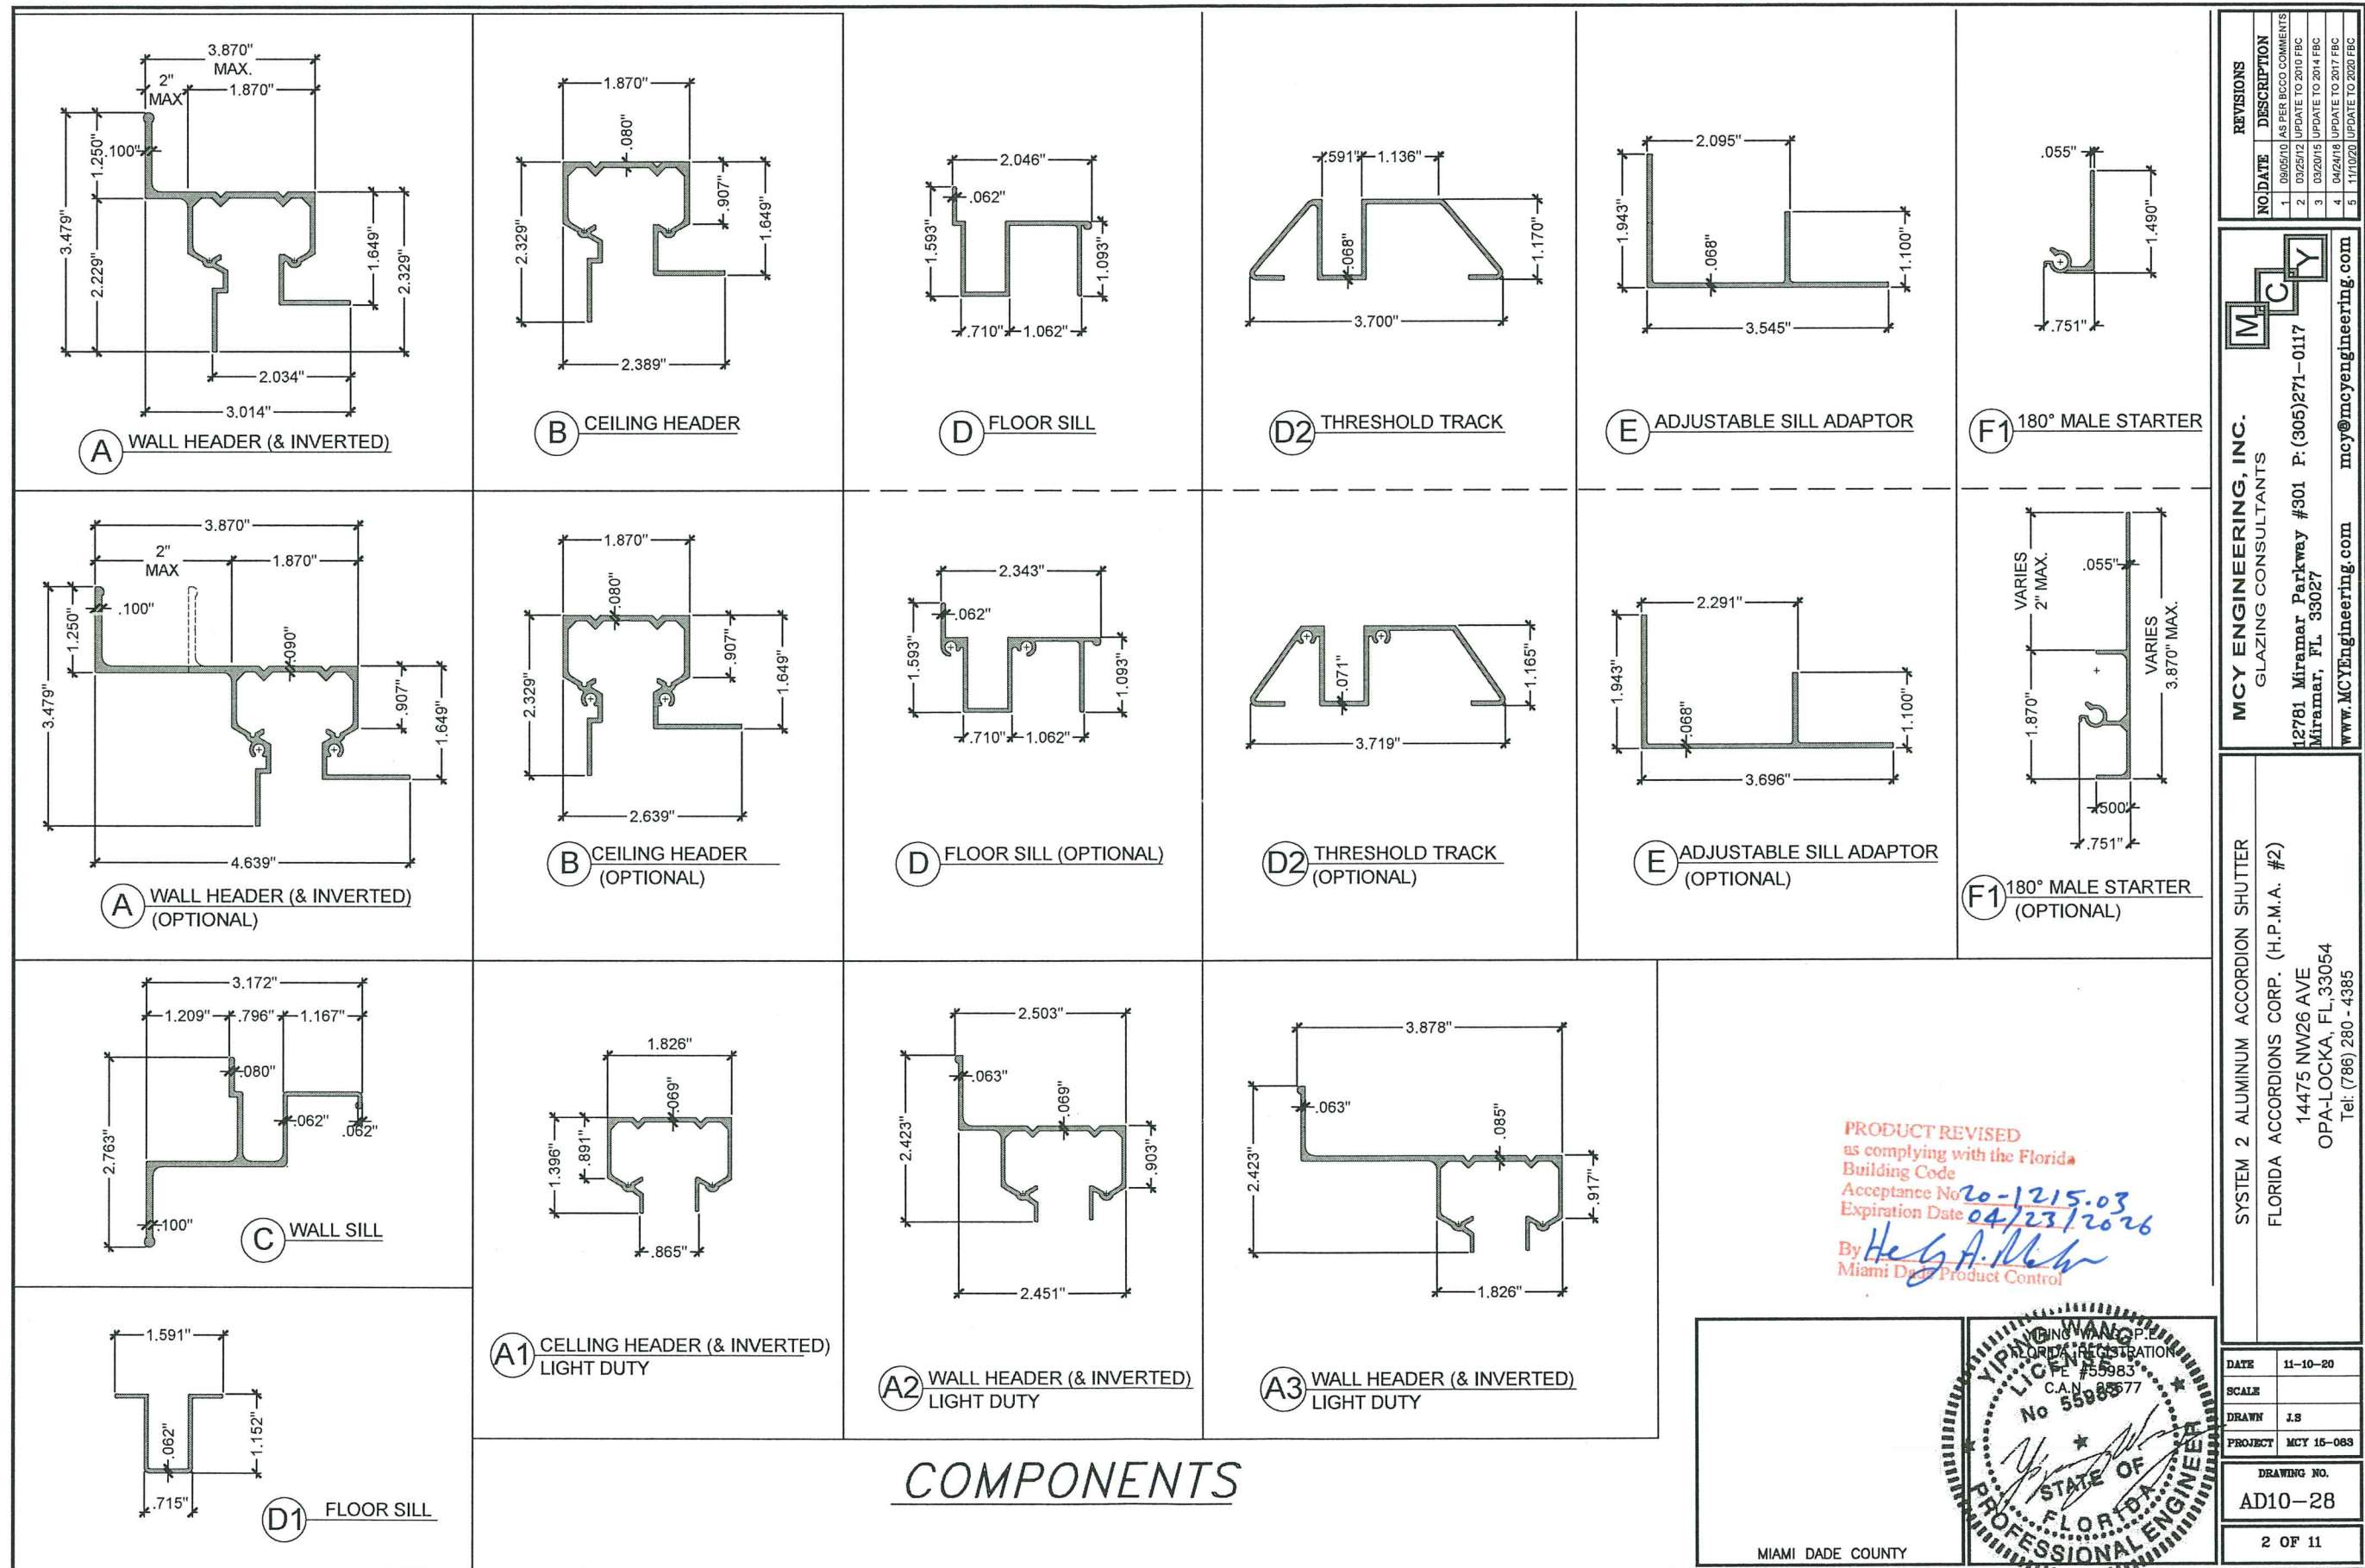 3.870"
MAX.
2"
MAX
1.870"
1.250"
.100"
3.479"
2.229"
1.649"
2.329"
2.034"
3.014"
A WALL HEADER (& INVERTED)
1.870"
.080"
2.329"
.907"
1.649"
2.389"
B CEILING HEADER
2.046"
.062"
1.593"
1.093"
.710"
1.062"
D FLOOR SILL
.591"
1.136"
.068"
1.170"
3.700"
D2 THRESHOLD TRACK
2.095"
1.943"
.068"
1.100"
3.545"
E ADJUSTABLE SILL ADAPTOR
.055"
1.490"
.751"
F1 180° MALE STARTER
3.870"
2"
MAX
1.870"
.100"
1.250"
.090"
3.479"
.907"
1.649"
4.639"
A WALL HEADER (& INVERTED)
(OPTIONAL)
1.870"
.080"
2.329"
.907"
1.649"
2.639"
B CEILING HEADER
(OPTIONAL)
2.343"
.062"
1.593"
1.093"
.710"
1.062"
D FLOOR SILL (OPTIONAL)
.071"
1.165"
3.719"
D2 THRESHOLD TRACK
(OPTIONAL)
2.291"
1.943"
.068"
1.100"
3.696"
E ADJUSTABLE SILL ADAPTOR
(OPTIONAL)
VARIES
2" MAX.
.055"
VARIES
3.870" MAX.
1.870"
.500"
.751"
F1 180° MALE STARTER
(OPTIONAL)
3.172"
1.209"
.796"
1.167"
.080"
.062"
.062"
2.763"
.100"
C WALL SILL
1.826"
.069"
1.396"
.891"
.865"
A1 CELLING HEADER (& INVERTED)
LIGHT DUTY
2.503"
.063"
.069"
2.423"
.903"
2.451"
A2 WALL HEADER (& INVERTED)
LIGHT DUTY
3.878"
.063"
.085"
2.423"
.917"
1.826"
A3 WALL HEADER (& INVERTED)
LIGHT DUTY
1.591"
.062"
1.152"
.715"
D1 FLOOR SILL
COMPONENTS
PRODUCT REVISED
as complying with the Florida
Building Code
Acceptance No 20-1215.03
Expiration Date 04/23/2026
By
Miami Dade Product Control
MIAMI DADE COUNTY
YIPING WANG, P.E.
FLORIDA REGISTRATION
PE #55983
C.A.N.
YIPING WANG
LICENSE
No 55983
STATE OF
FLORIDA
PROFESSIONAL ENGINEER
REVISIONS
NO. DATE DESCRIPTION
1 09/05/10 AS PER BCCO COMMENTS
2 03/25/12 UPDATE TO 2010 FBC
3 03/20/15 UPDATE TO 2014 FBC
4 04/24/18 UPDATE TO 2017 FBC
5 11/10/20 UPDATE TO 2020 FBC
M C Y
MCY ENGINEERING, INC.
GLAZING CONSULTANTS
12781 Miramar Parkway #301 P:(305)271-0117
Miramar, FL 33027
www.MCYEngineering.com mcy@mcyengineering.com
SYSTEM 2 ALUMINUM ACCORDION SHUTTER
FLORIDA ACCORDIONS CORP. (H.P.M.A. #2)
14475 NW26 AVE
OPA-LOCKA, FL,33054
Tel: (786) 280 - 4385
DATE 11-10-20
SCALE
DRAWN J.S
PROJECT MCY 15-083
DRAWING NO.
AD10-28
2 OF 11